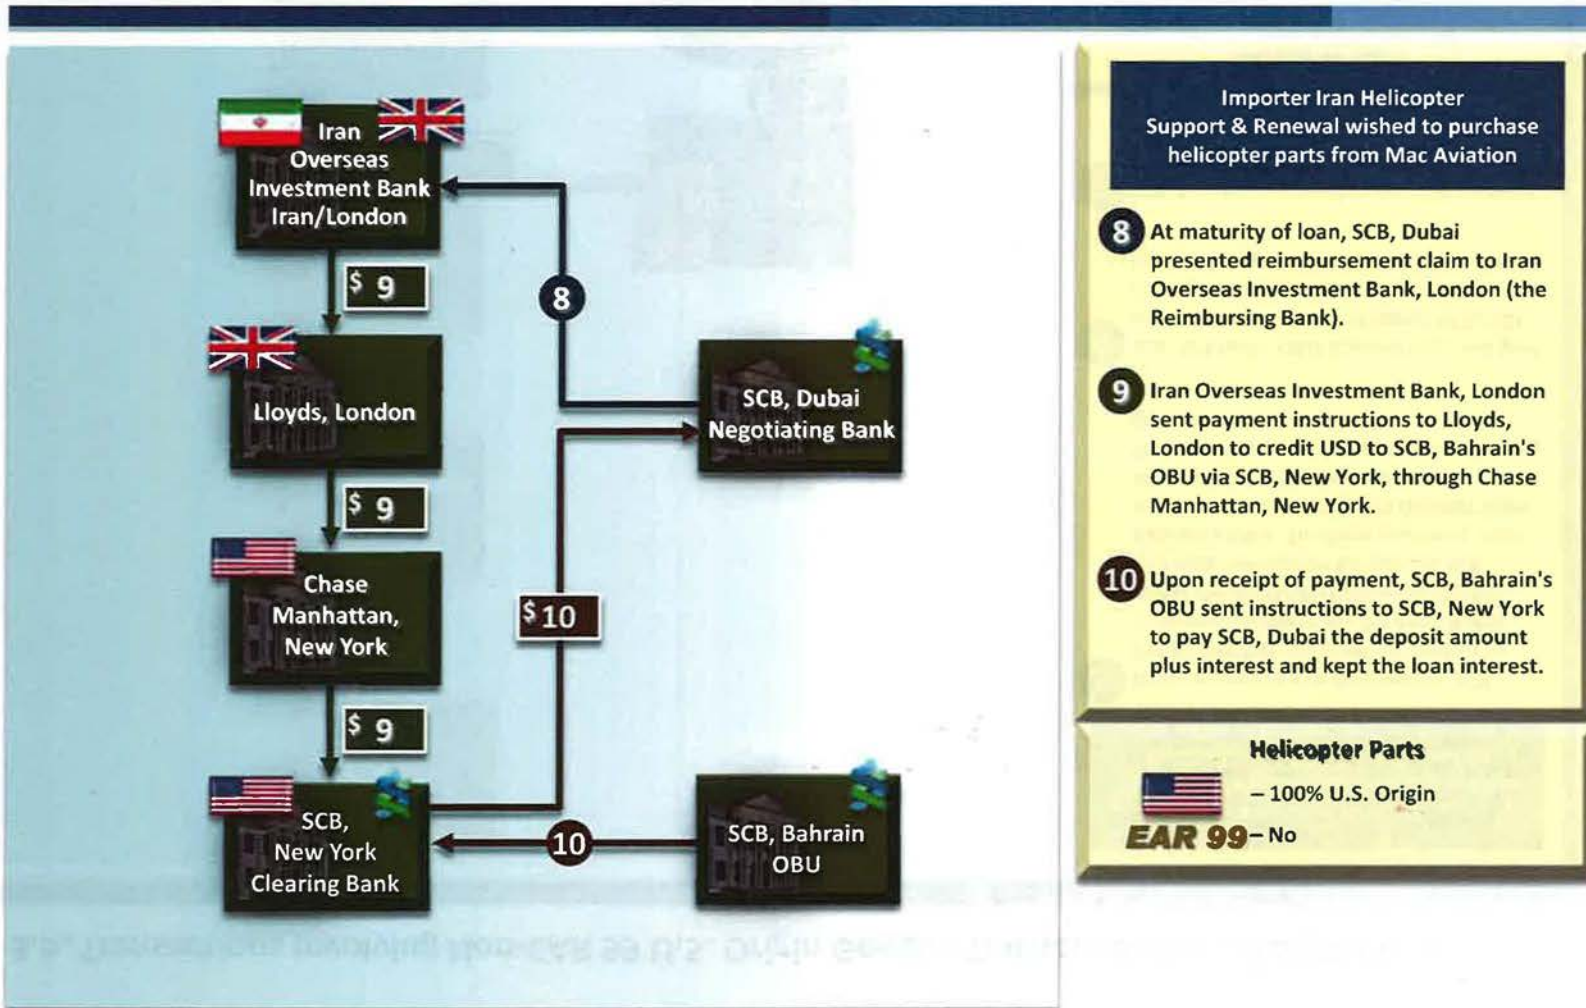 Iran
Overseas
Investment Bank
Iran/London
$ 9
8
Lloyds, London
SCB, Dubai
Negotiating Bank
$ 9
Chase
Manhattan,
New York
$ 10
$ 9
SCB,
New York
Clearing Bank
10
SCB, Bahrain
OBU
Importer Iran Helicopter
Support & Renewal wished to purchase
helicopter parts from Mac Aviation
8 At maturity of loan, SCB, Dubai
presented reimbursement claim to Iran
Overseas Investment Bank, London (the
Reimbursing Bank).
9 Iran Overseas Investment Bank, London
sent payment instructions to Lloyds,
London to credit USD to SCB, Bahrain's
OBU via SCB, New York, through Chase
Manhattan, New York.
10 Upon receipt of payment, SCB, Bahrain's
OBU sent instructions to SCB, New York
to pay SCB, Dubai the deposit amount
plus interest and kept the loan interest.
Helicopter Parts
– 100% U.S. Origin
EAR 99 – No